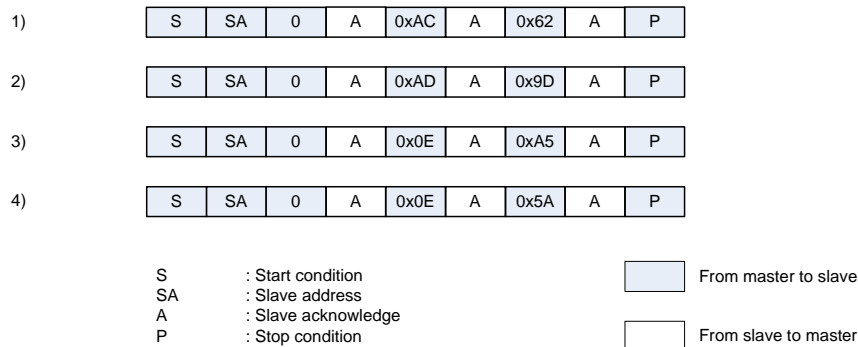 1) S SA 0 A 0xAC A 0x62 A P
2) S SA 0 A 0xAD A 0x9D A P
3) S SA 0 A 0x0E A 0xA5 A P
4) S SA 0 A 0x0E A 0x5A A P
S : Start condition
SA : Slave address
A : Slave acknowledge
P : Stop condition
From master to slave
From slave to master